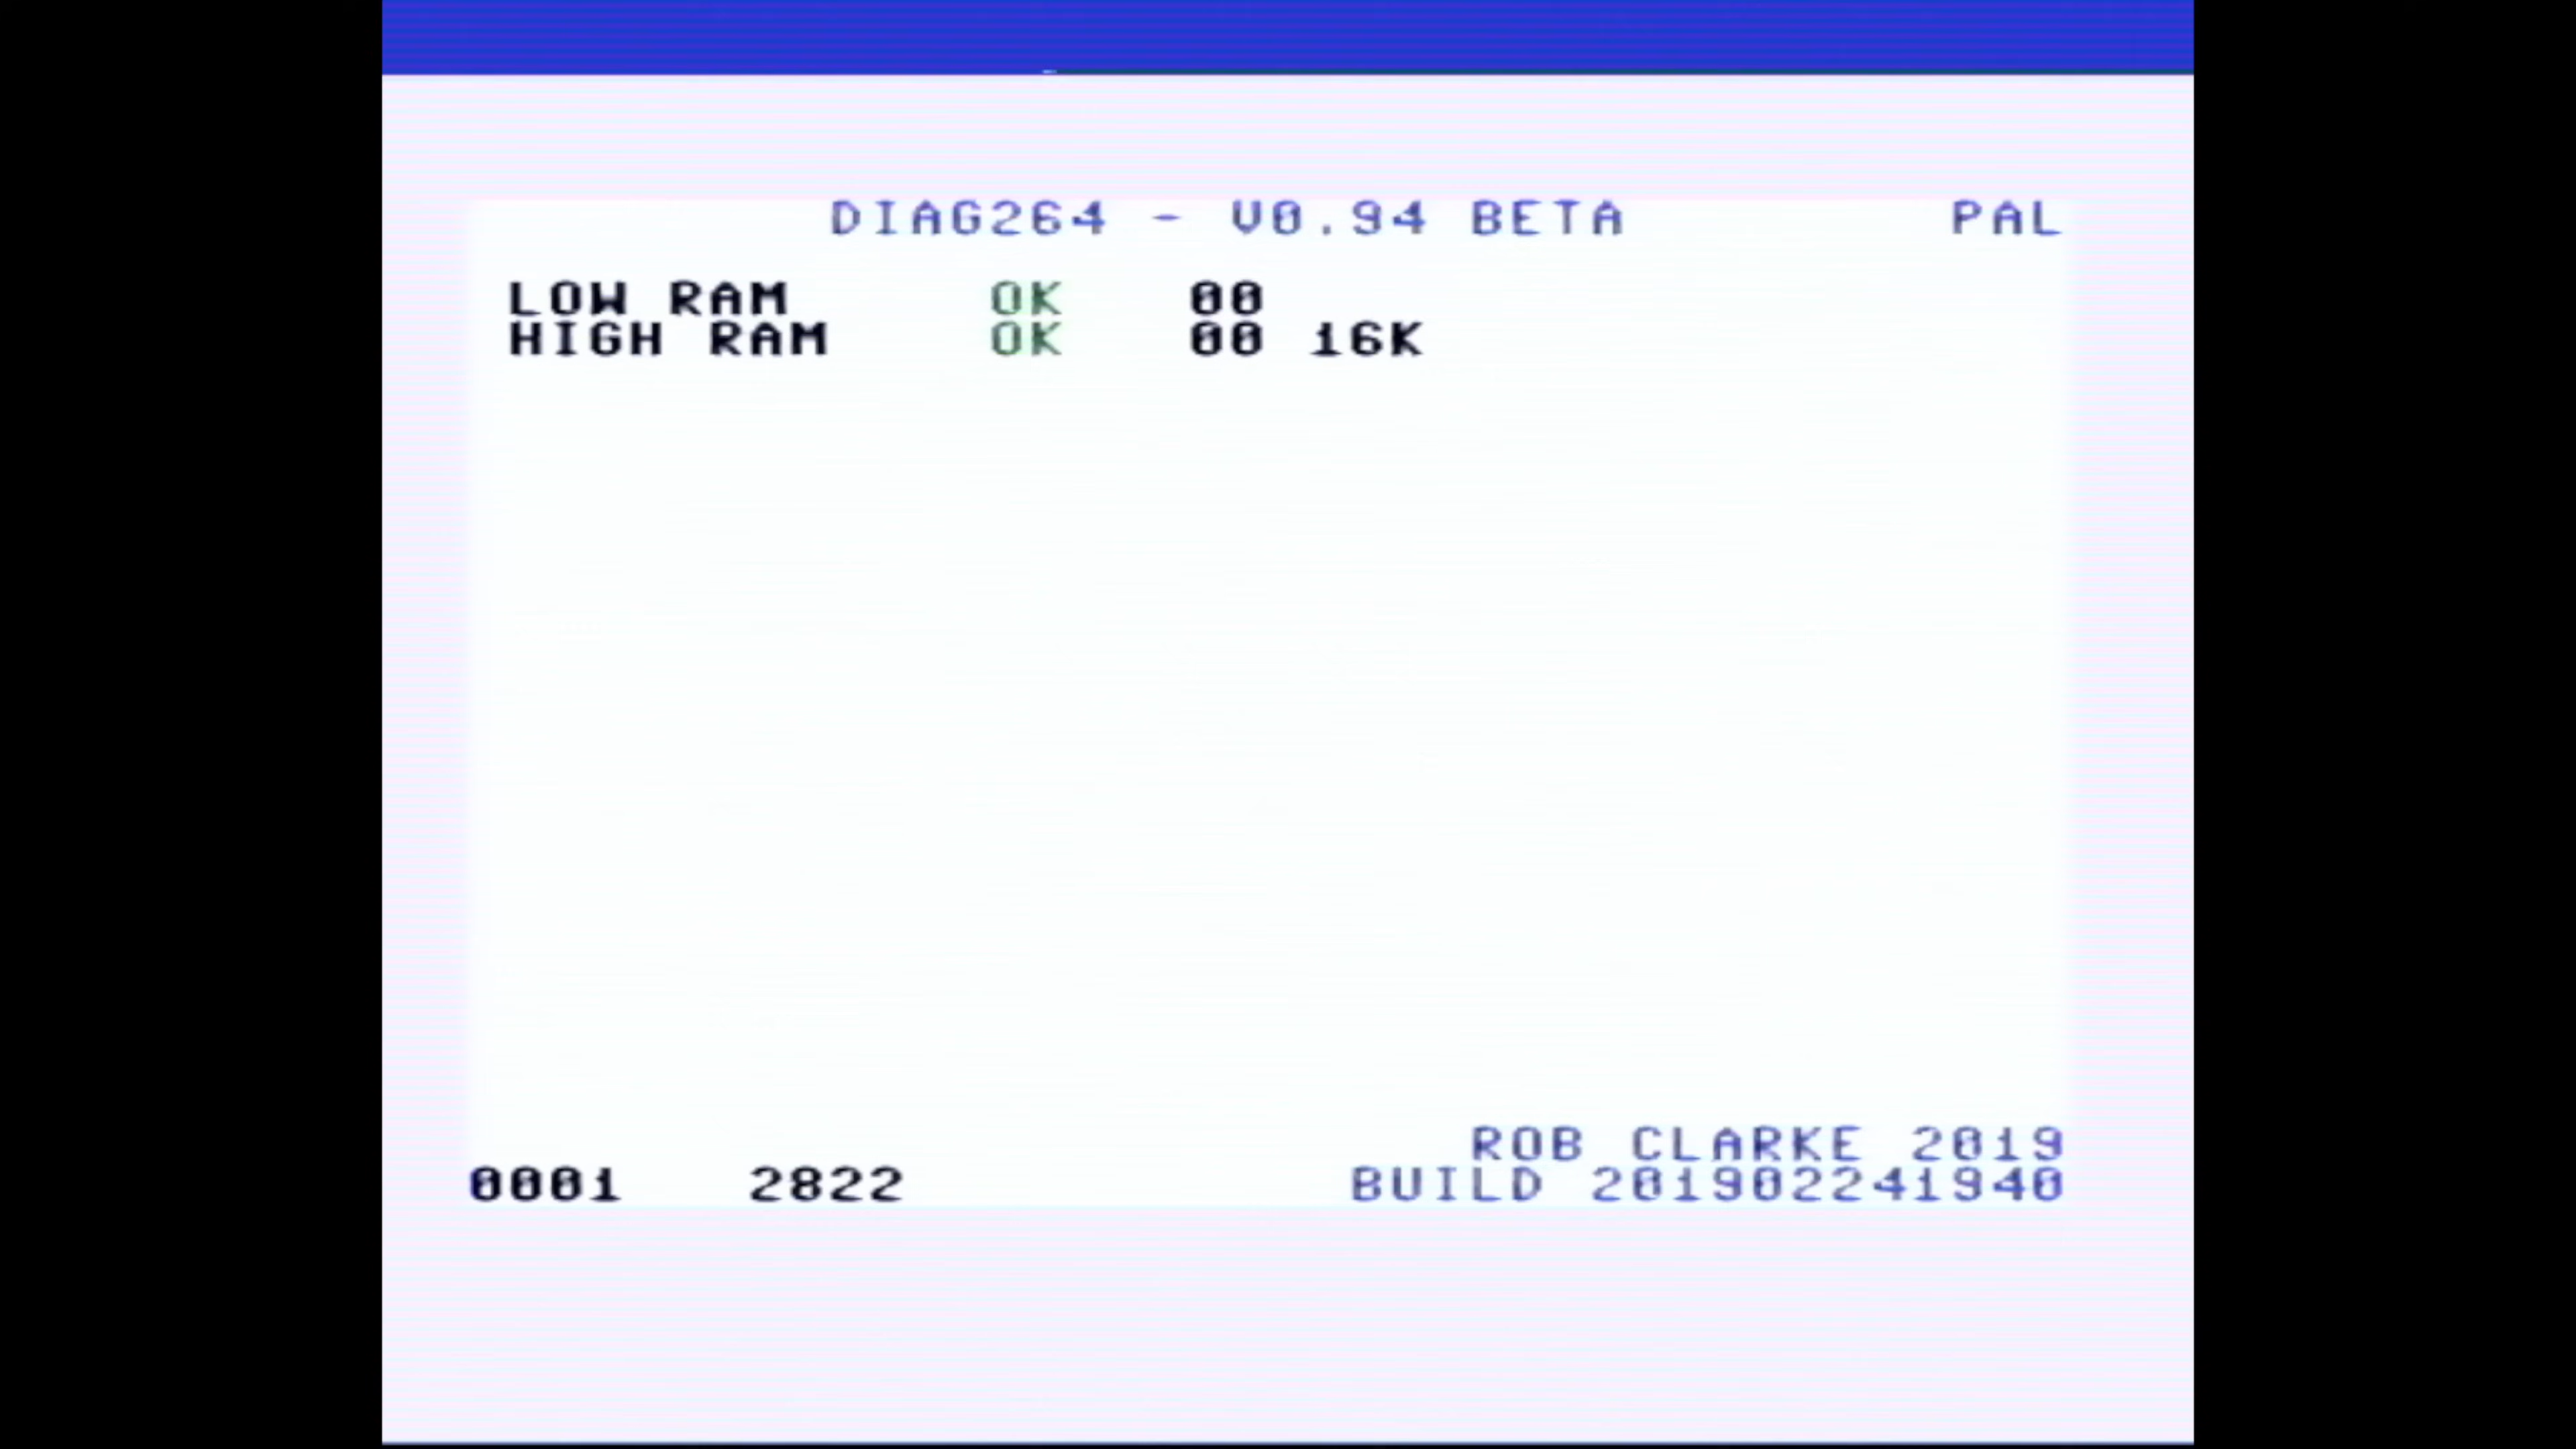 DIAG264 - V0.94 BETA PAL
LOW RAM OK 00
HIGH RAM OK 00 16K
ROB CLARKE 2019
0001 2822 BUILD 201902241940